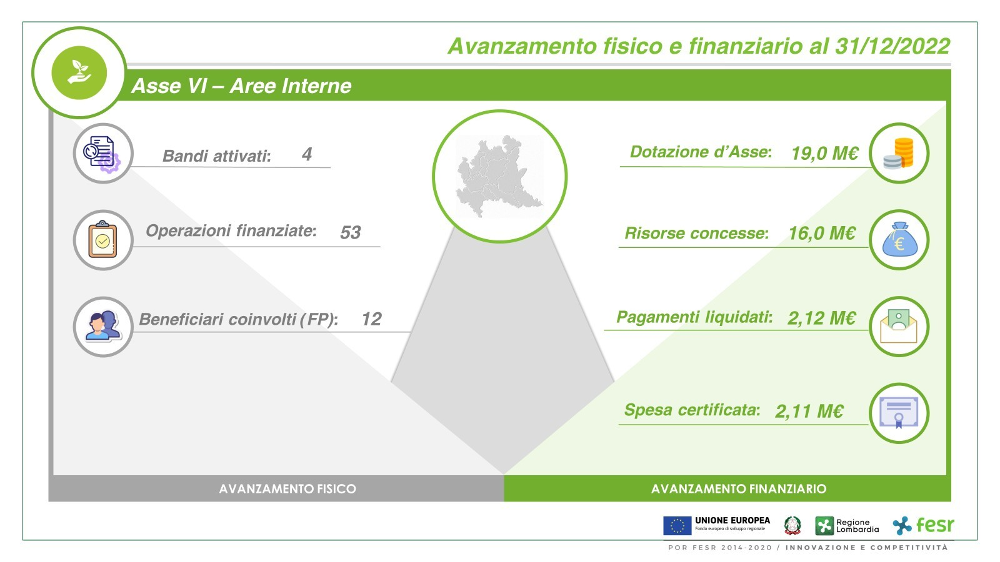 Avanzamento fisico e finanziario al 31/12/2022
Asse VI – Aree Interne
Bandi attivati: 4
Operazioni finanziate: 53
Beneficiari coinvolti (FP): 12
Dotazione d’Asse: 19,0 M€
Risorse concesse: 16,0 M€
€
Pagamenti liquidati: 2,12 M€
Spesa certificata: 2,11 M€
AVANZAMENTO FISICO
AVANZAMENTO FINANZIARIO
UNIONE EUROPEA
Fondo europeo di sviluppo regionale
Regione
Lombardia
fesr
POR FESR 2014-2020 / INNOVAZIONE E COMPETITIVITÀ